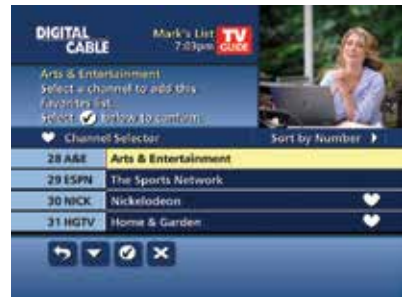 DIGITAL CABLE
Mark's List
7:03pm
TV GUIDE
Arts & Entertainment
Select a channel to add this
favorites list.
Select below to confirm.
Channel Selector
Sort by Number
28 A&E Arts & Entertainment
29 ESPN The Sports Network
30 NICK Nickelodeon
31 HGTV Home & Garden